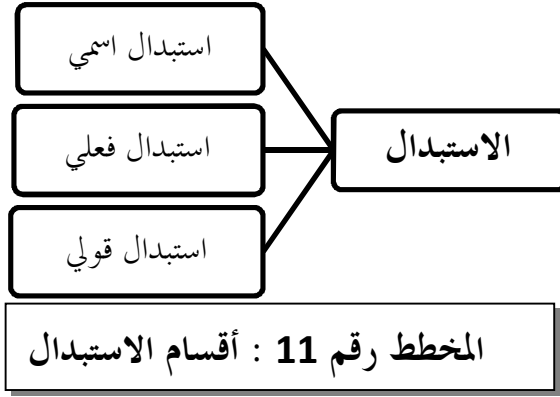 الاستبدال
استبدال اسمي
استبدال فعلي
استبدال قولي
المخطط رقم 11 : أقسام الاستبدال